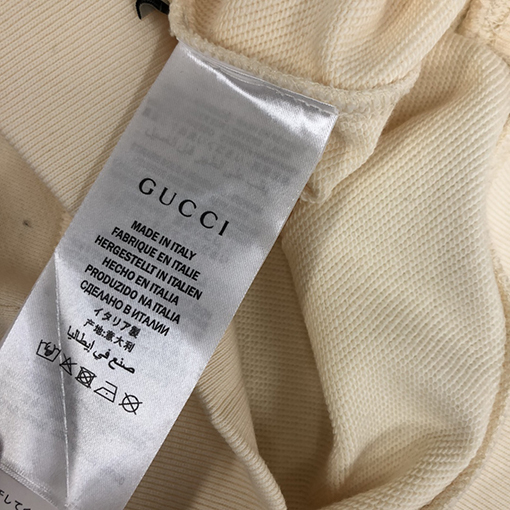 GUCCI
MADE IN ITALY
FABRIQUE EN ITALIE
HERGESTELLT IN ITALIEN
HECHO EN ITALIA
PRODUZIDO NA ITALIA
СДЕЛАНО В ИТАЛИИ
イタリア製
产地:意大利
صنع في إيطاليا